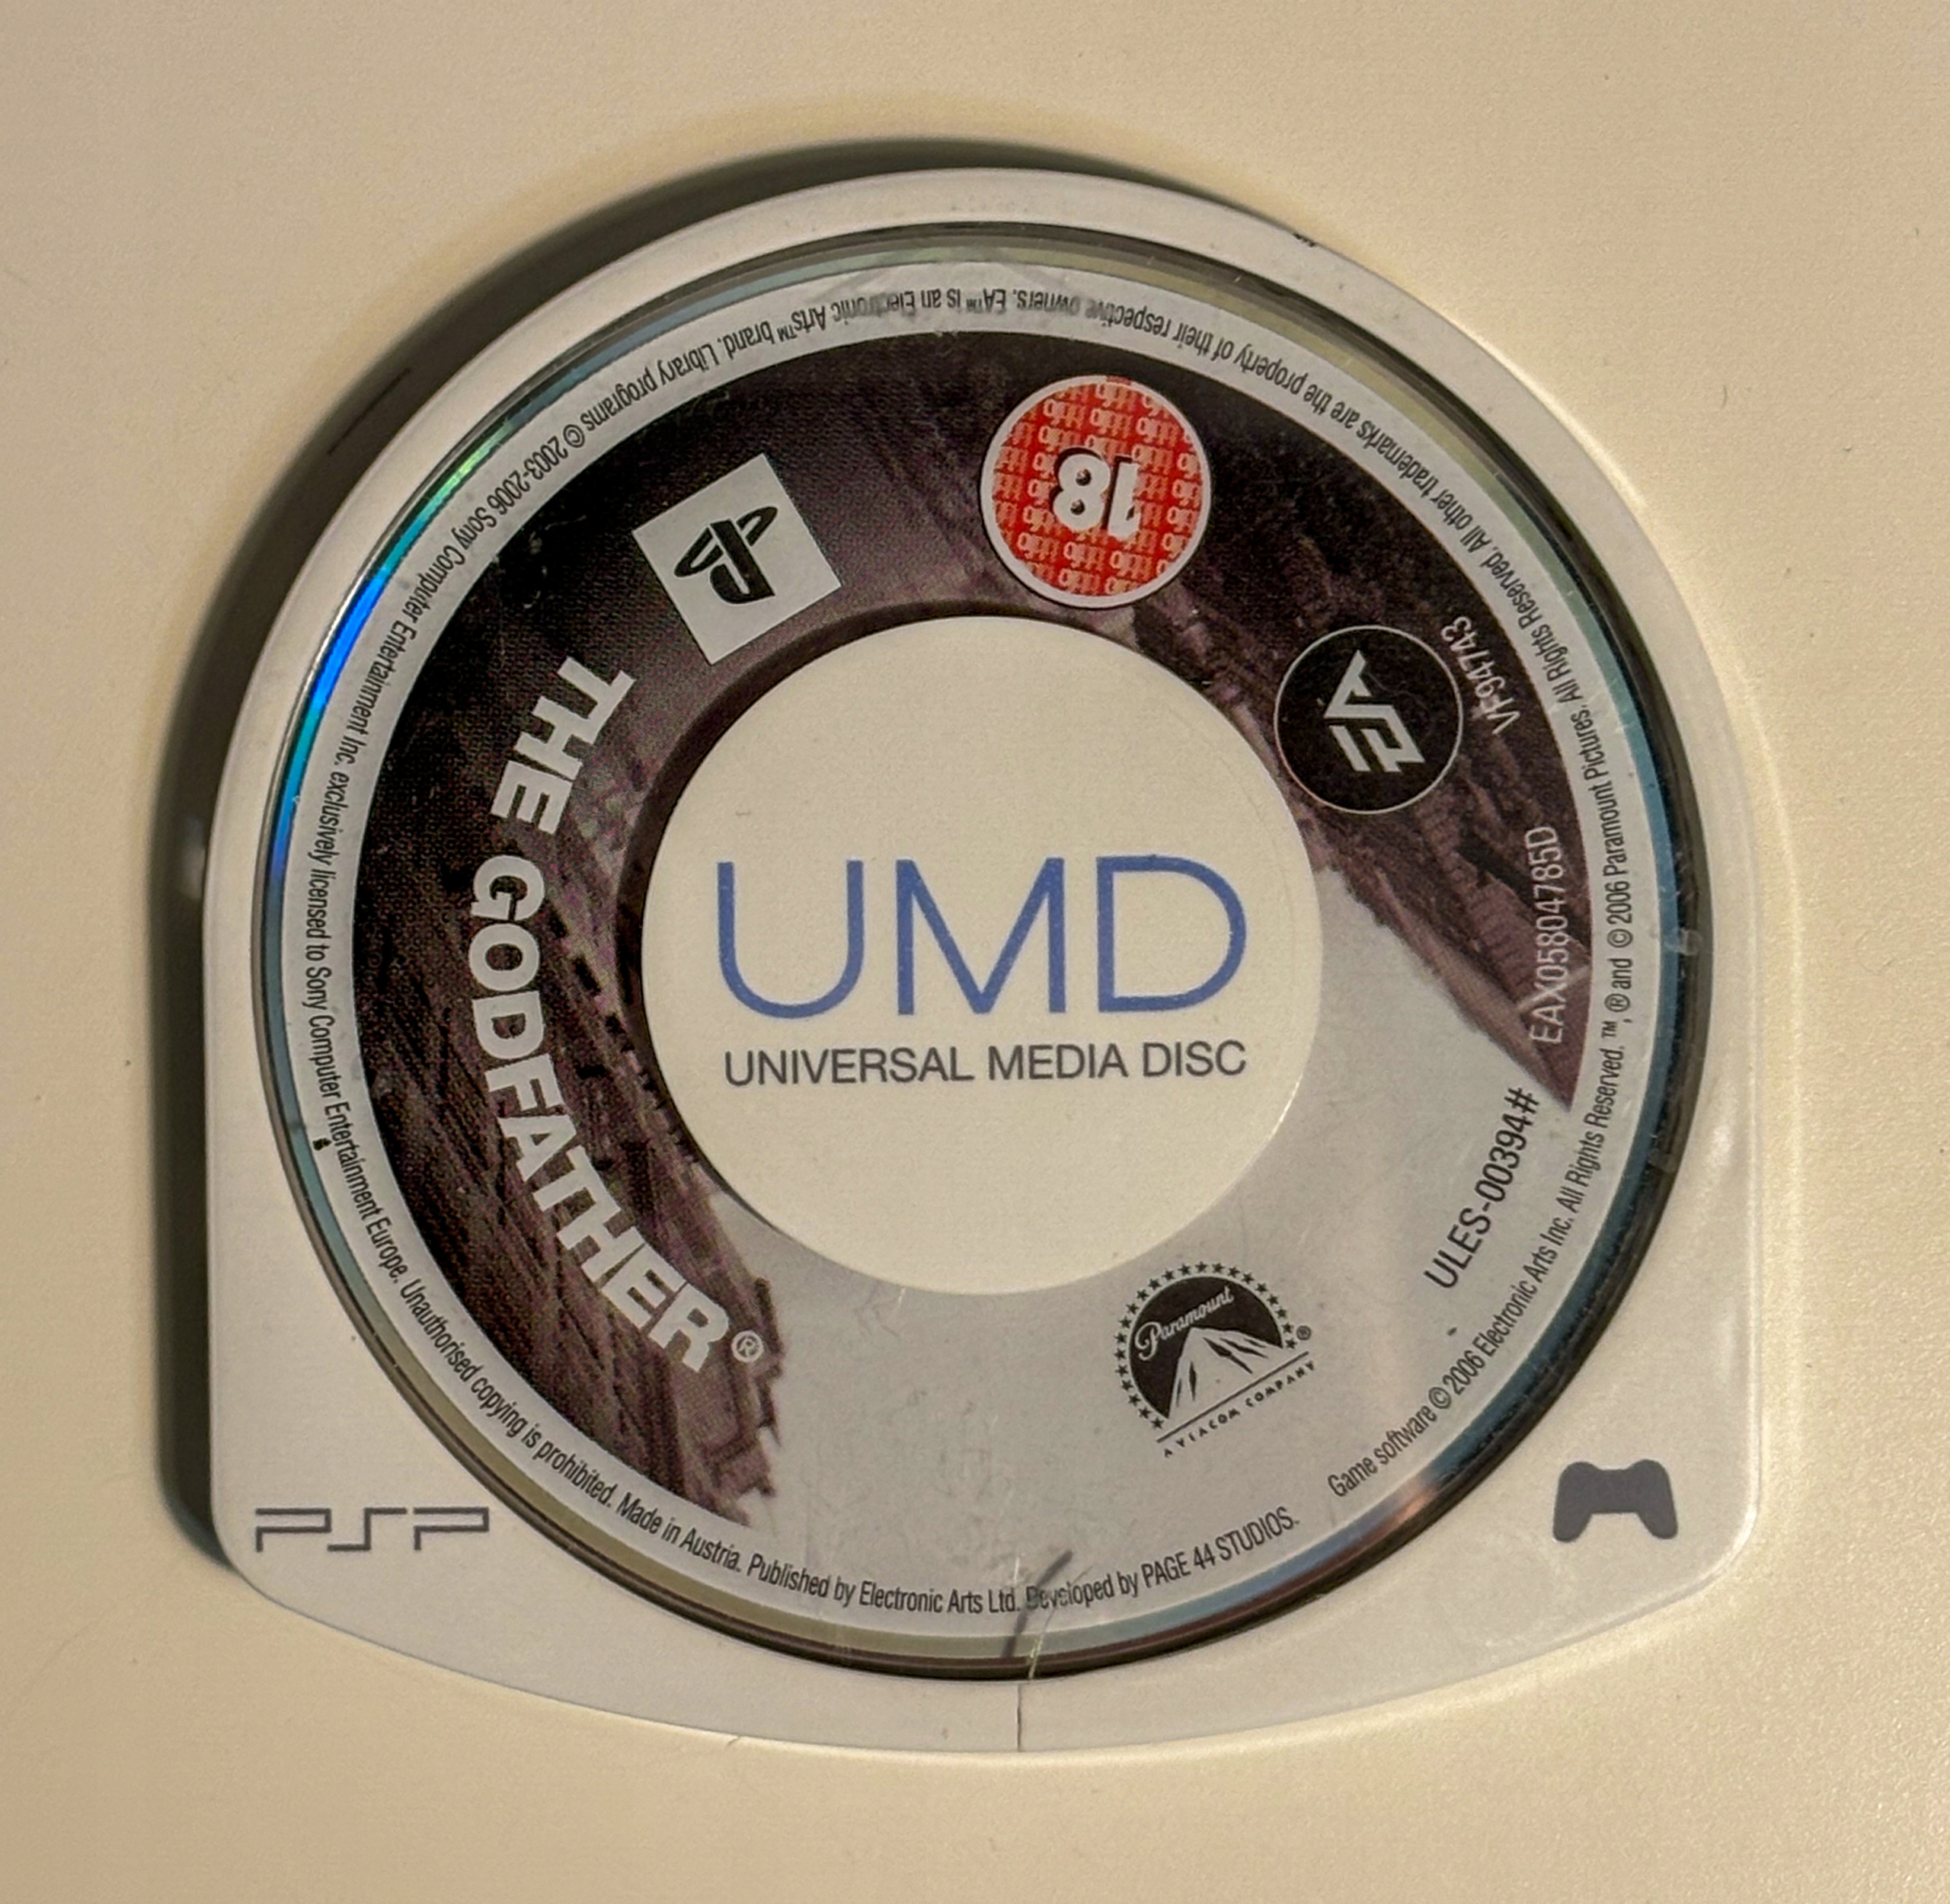 UMD
UNIVERSAL MEDIA DISC
THE GODFATHER®
18
EA
VF94743
EAX05804785D
ULES-00394#
Paramount®
A VIACOM COMPANY
Game software © 2006 Electronic Arts Inc. All Rights Reserved. ™, ® and © 2006 Paramount Pictures. All Rights Reserved. All other trademarks are the property of their respective owners. EA™ is an Electronic Arts™ brand. Library programs © 2003-2006 Sony Computer Entertainment Inc. exclusively licensed to Sony Computer Entertainment Europe. Unauthorised copying is prohibited. Made in Austria. Published by Electronic Arts Ltd. Developed by PAGE 44 STUDIOS.
PSP